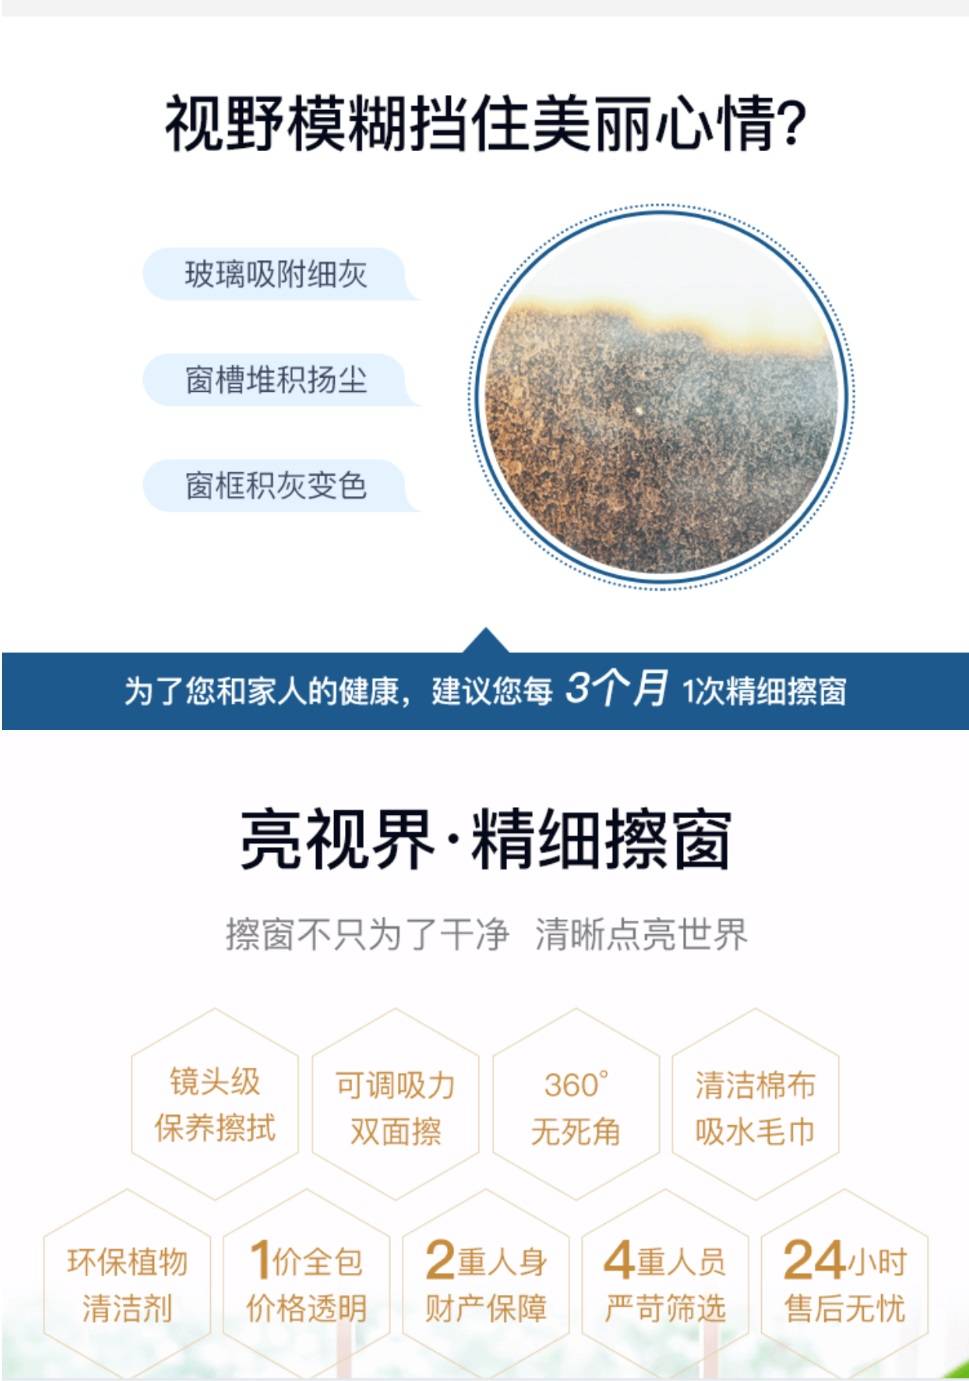 视野模糊挡住美丽心情?
玻璃吸附细灰
窗槽堆积扬尘
窗框积灰变色
为了您和家人的健康，建议您每 3个月 1次精细擦窗
亮视界·精细擦窗
擦窗不只为了干净 清晰点亮世界
镜头级
保养擦拭
可调吸力
双面擦
360°
无死角
清洁棉布
吸水毛巾
环保植物
清洁剂
1价全包
价格透明
2重人身
财产保障
4重人员
严苛筛选
24小时
售后无忧